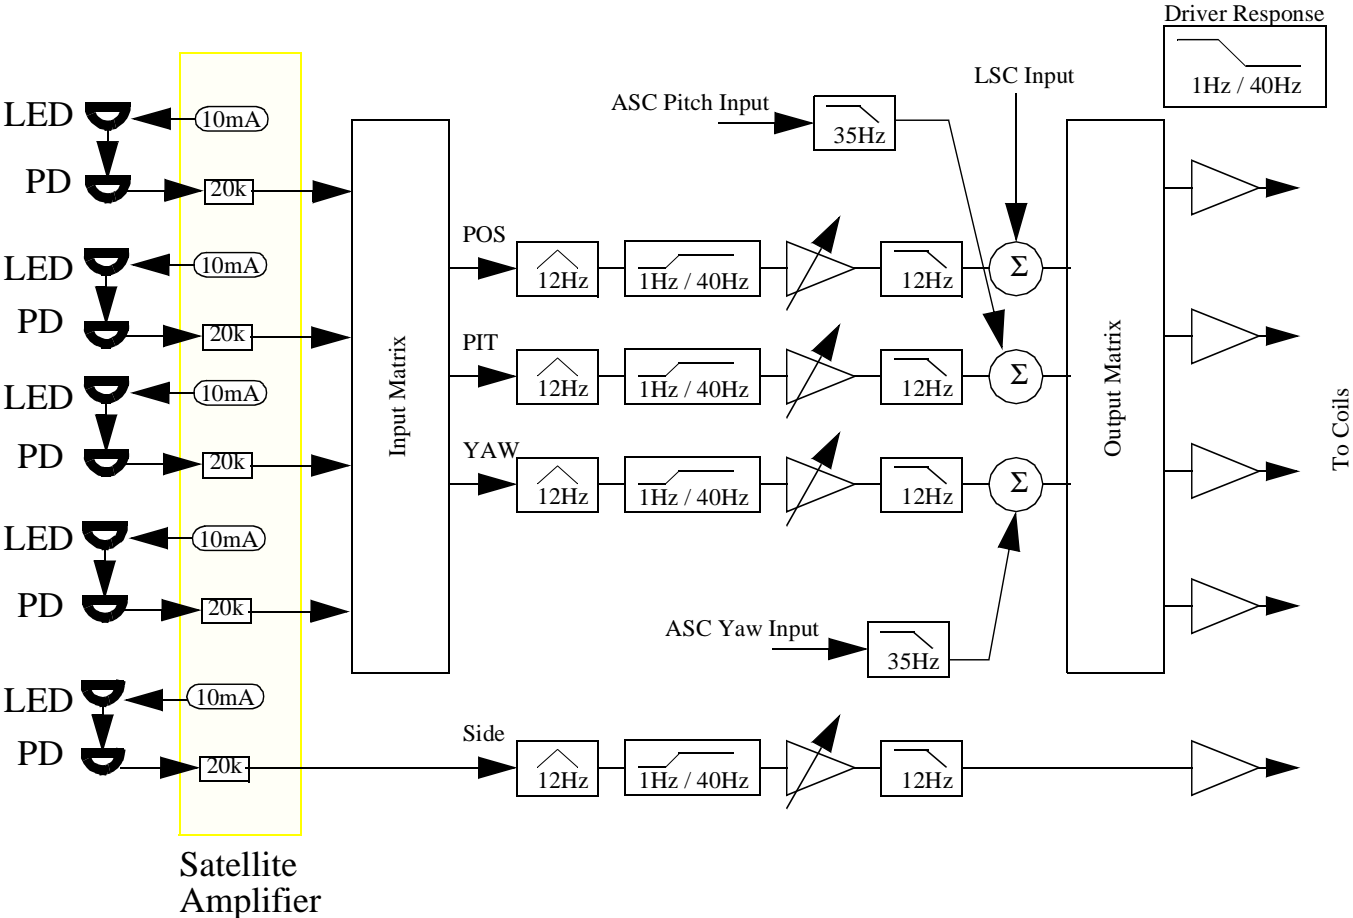 Driver Response
1Hz / 40Hz
LSC Input
ASC Pitch Input
35Hz
LED
10mA
PD
20k
LED
10mA
PD
20k
LED
10mA
PD
20k
LED
10mA
PD
20k
LED
10mA
PD
20k
Satellite
Amplifier
Input Matrix
POS
12Hz
1Hz / 40Hz
12Hz
Σ
PIT
12Hz
1Hz / 40Hz
12Hz
Σ
YAW
12Hz
1Hz / 40Hz
12Hz
Σ
ASC Yaw Input
35Hz
Side
12Hz
1Hz / 40Hz
12Hz
Output Matrix
To Coils